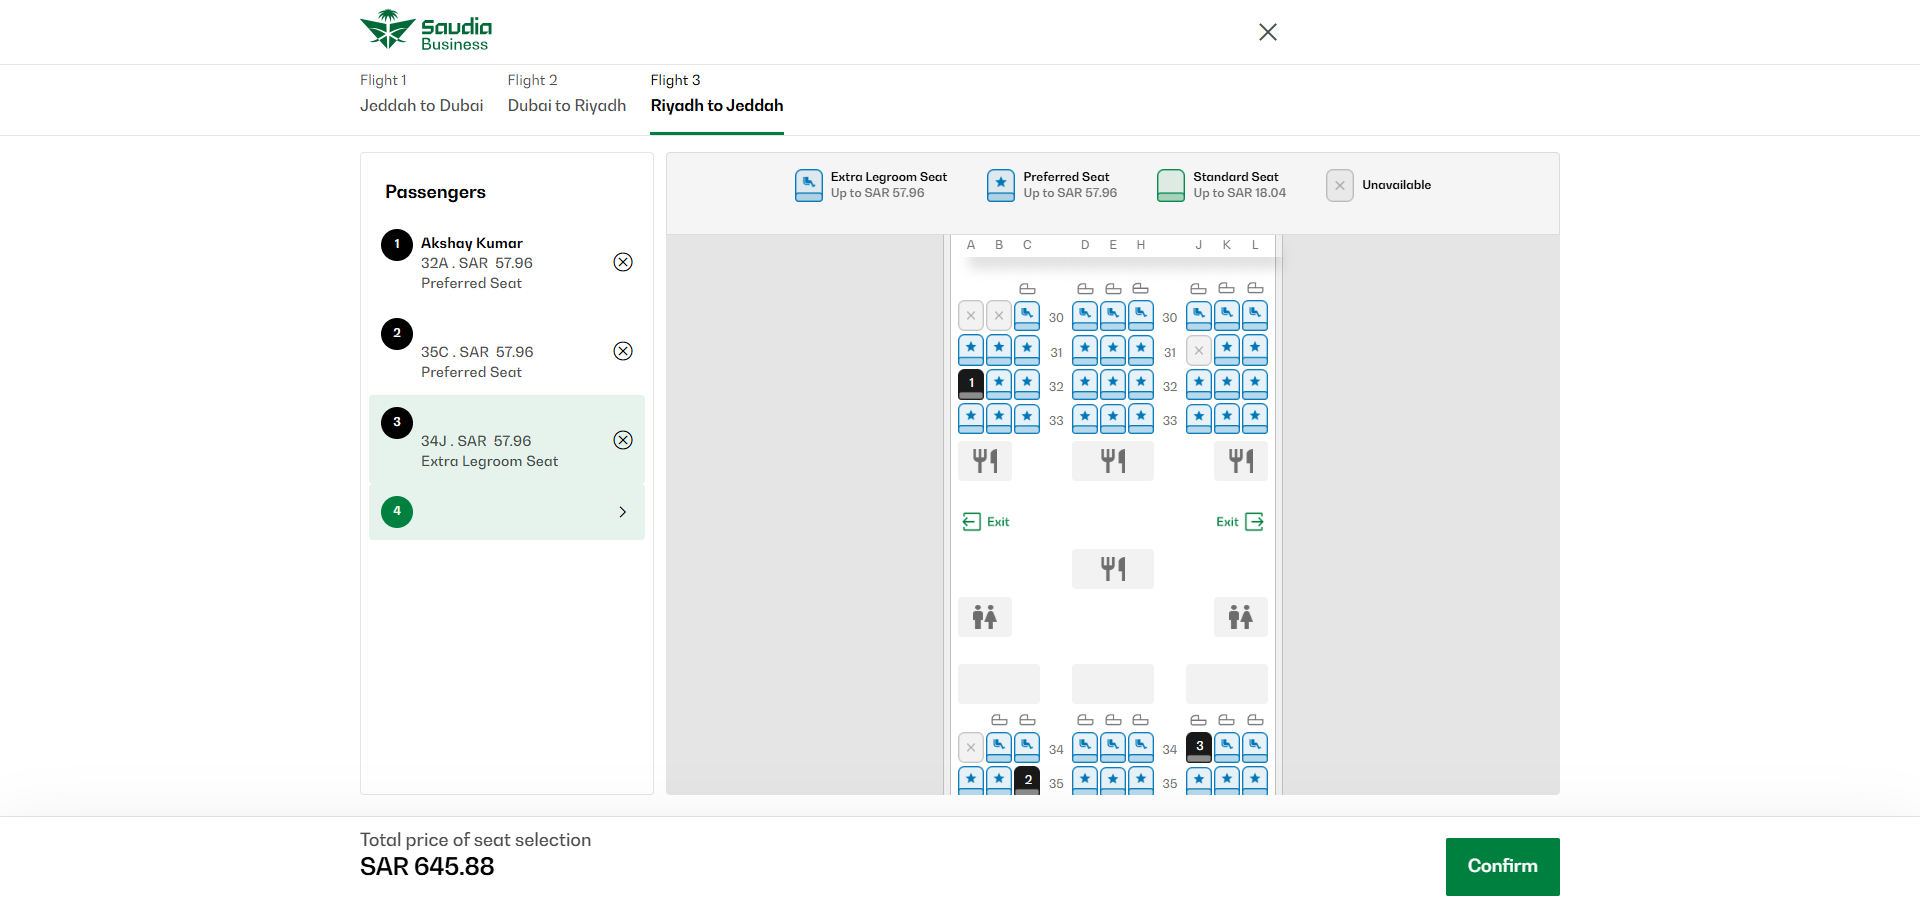 Saudia
Business
Flight 1
Jeddah to Dubai
Flight 2
Dubai to Riyadh
Flight 3
Riyadh to Jeddah
Passengers
1
Akshay Kumar
32A . SAR 57.96
Preferred Seat
2
35C . SAR 57.96
Preferred Seat
3
34J . SAR 57.96
Extra Legroom Seat
4
Extra Legroom Seat
Up to SAR 57.96
Preferred Seat
Up to SAR 57.96
Standard Seat
Up to SAR 18.04
Unavailable
A B C D E H J K L
30 30
31 31
1 32 32
33 33
Exit Exit
34 34 3
2 35 35
Total price of seat selection
SAR 645.88
Confirm